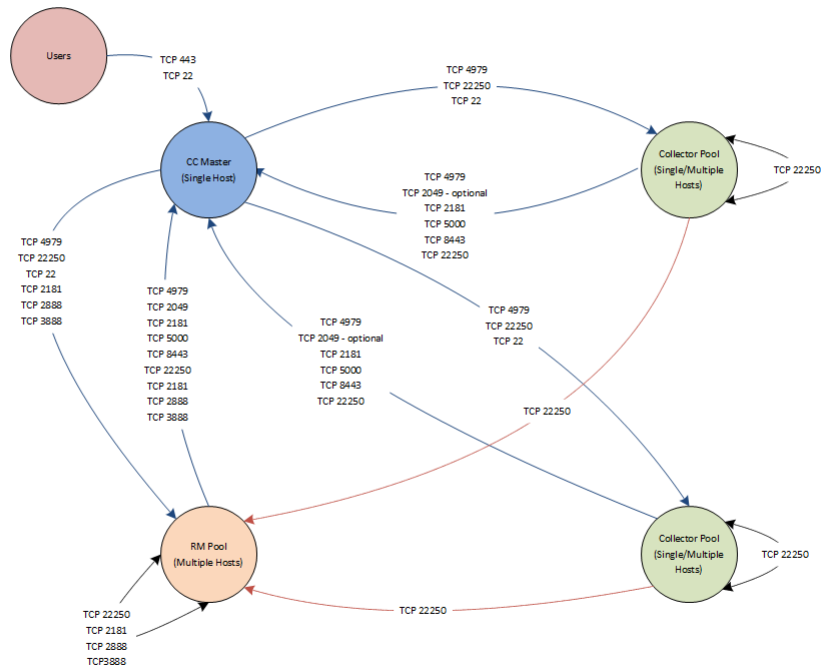 Users
TCP 443
TCP 22
TCP 4979
TCP 22250
TCP 22
CC Master
(Single Host)
Collector Pool
(Single/Multiple
Hosts)
TCP 22250
TCP 4979
TCP 2049 - optional
TCP 2181
TCP 5000
TCP 8443
TCP 22250
TCP 4979
TCP 22250
TCP 22
TCP 2181
TCP 2888
TCP 3888
TCP 4979
TCP 2049
TCP 2181
TCP 5000
TCP 8443
TCP 22250
TCP 2181
TCP 2888
TCP 3888
TCP 4979
TCP 2049 - optional
TCP 2181
TCP 5000
TCP 8443
TCP 22250
TCP 4979
TCP 22250
TCP 22
TCP 22250
RM Pool
(Multiple Hosts)
Collector Pool
(Single/Multiple
Hosts)
TCP 22250
TCP 22250
TCP 22250
TCP 2181
TCP 2888
TCP3888